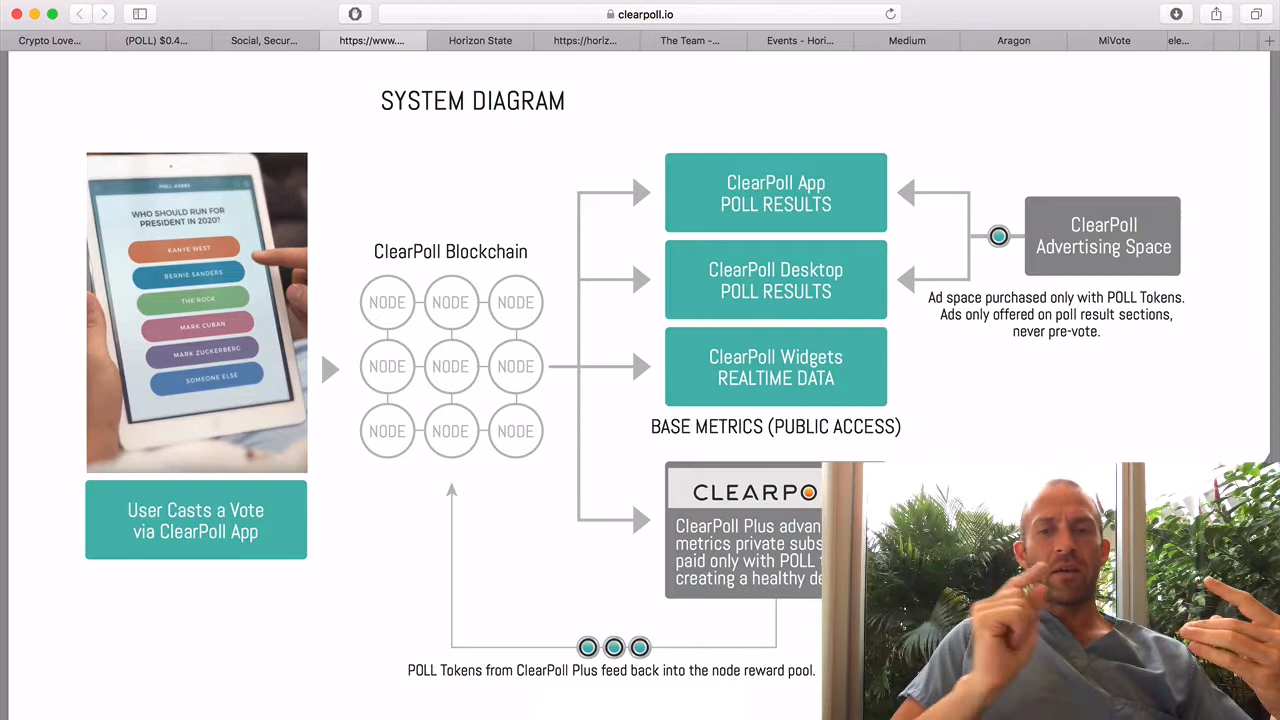 clearpoll.io
Crypto Love...
(POLL) $0.4...
Social, Secur...
https://www....
Horizon State
https://horiz...
The Team -...
Events - Hori...
Medium
Aragon
MiVote
ele...
SYSTEM DIAGRAM
POLL #3880
WHO SHOULD RUN FOR
PRESIDENT IN 2020?
KANYE WEST
BERNIE SANDERS
THE ROCK
MARK CUBAN
MARK ZUCKERBERG
SOMEONE ELSE
User Casts a Vote
via ClearPoll App
ClearPoll Blockchain
NODE NODE NODE
NODE NODE NODE
NODE NODE NODE
ClearPoll App
POLL RESULTS
ClearPoll Desktop
POLL RESULTS
ClearPoll Widgets
REALTIME DATA
BASE METRICS (PUBLIC ACCESS)
ClearPoll
Advertising Space
Ad space purchased only with POLL Tokens.
Ads only offered on poll result sections,
never pre-vote.
CLEARPO
ClearPoll Plus advan
metrics private subs
paid only with POLL
creating a healthy de
POLL Tokens from ClearPoll Plus feed back into the node reward pool.